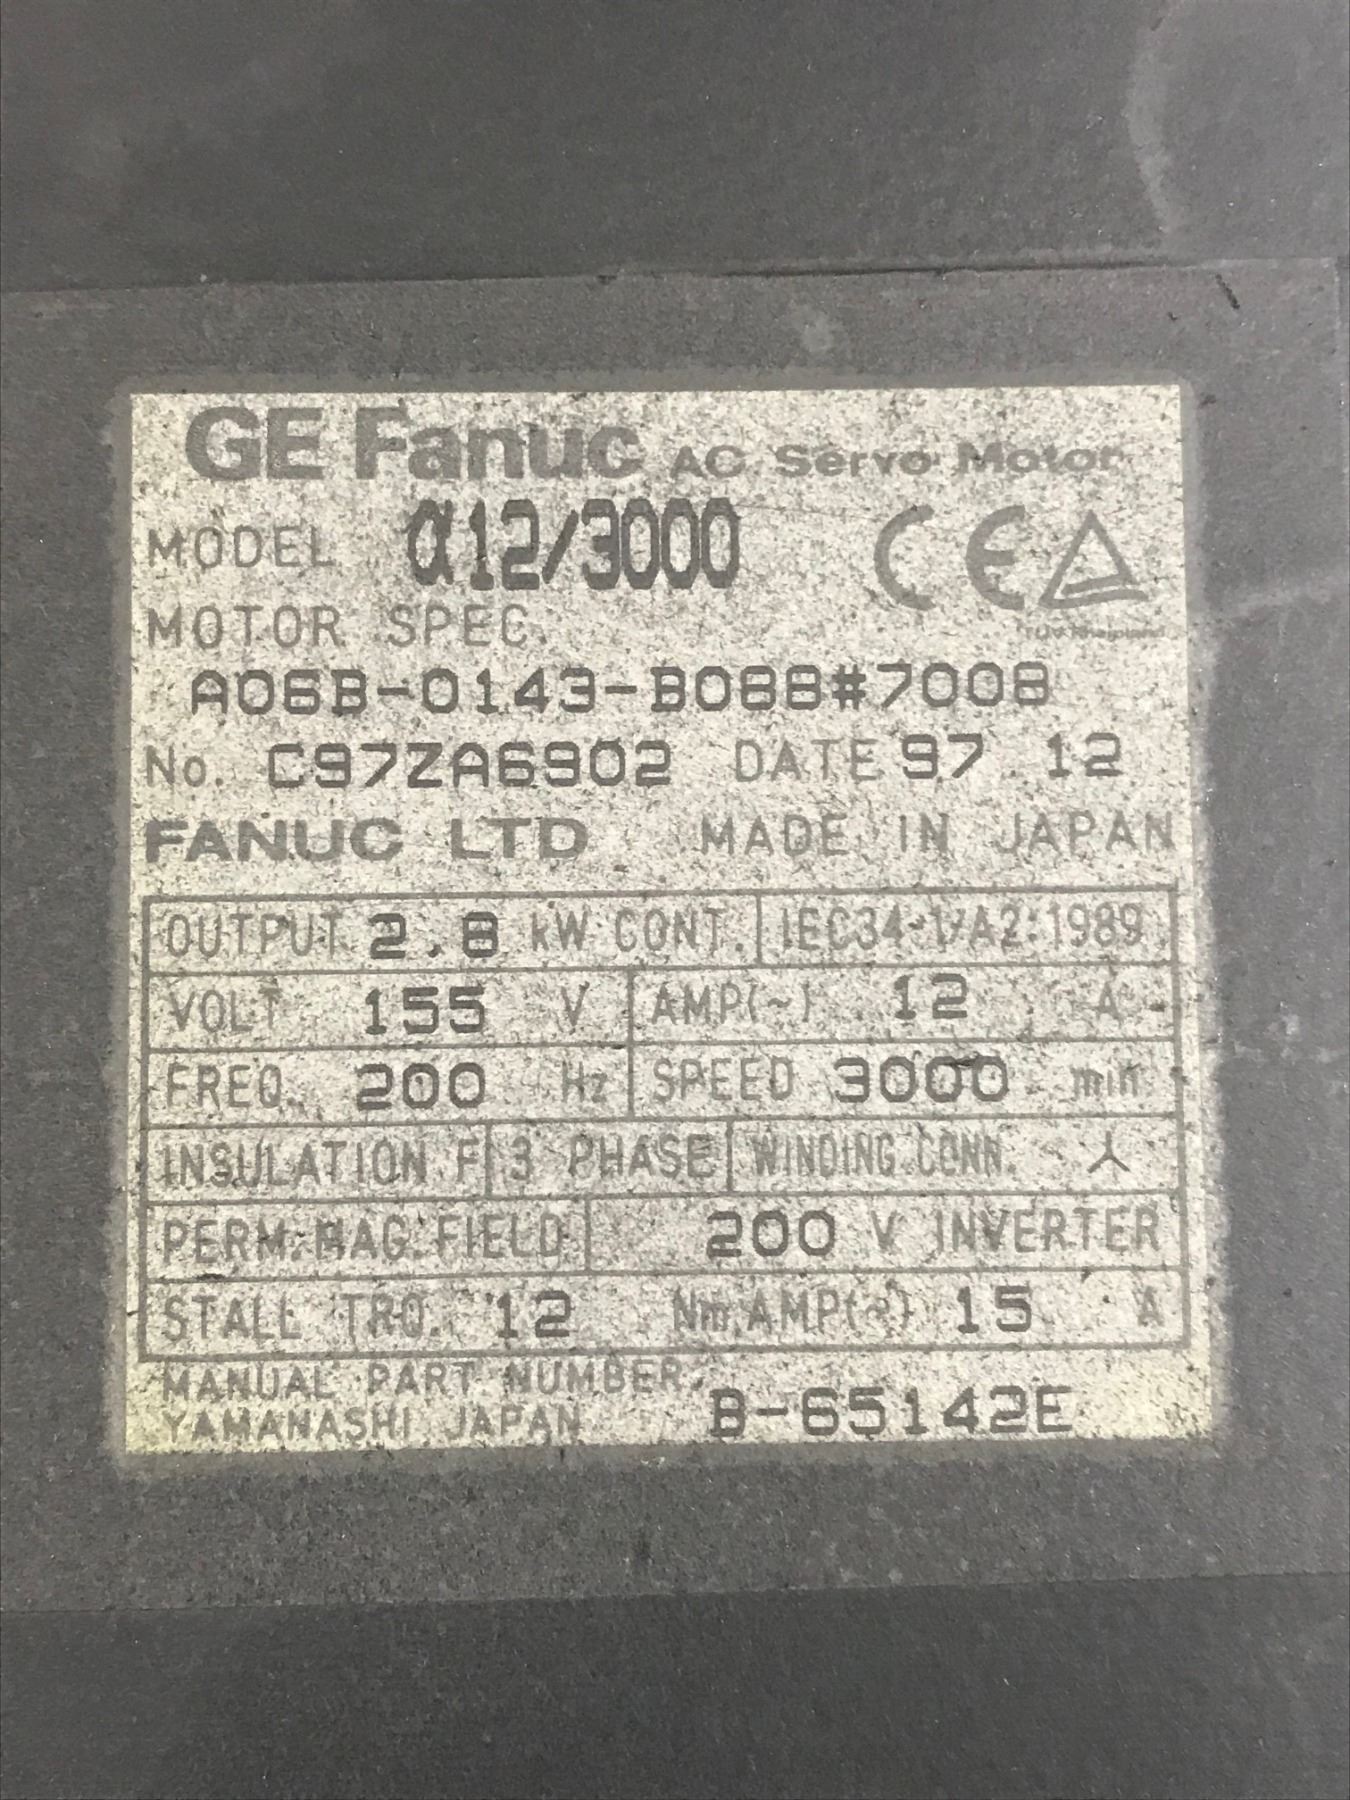 GE Fanuc AC Servo Motor
MODEL α12/3000 CE
TÜV Rheinland
MOTOR SPEC.
A06B-0143-B088#7008
No. C97ZA6902 DATE 97.12
FANUC LTD MADE IN JAPAN
OUTPUT 2.8 kW CONT. IEC34-1/A2:1989
VOLT 155 V AMP(~) 12 A
FREQ. 200 Hz SPEED 3000 min
INSULATION F 3 PHASE WINDING CONN.
PERM.MAG.FIELD 200 V INVERTER
STALL TRQ. 12 Nm,AMP(~) 15 A
MANUAL PART NUMBER.
YAMANASHI JAPAN B-65142E